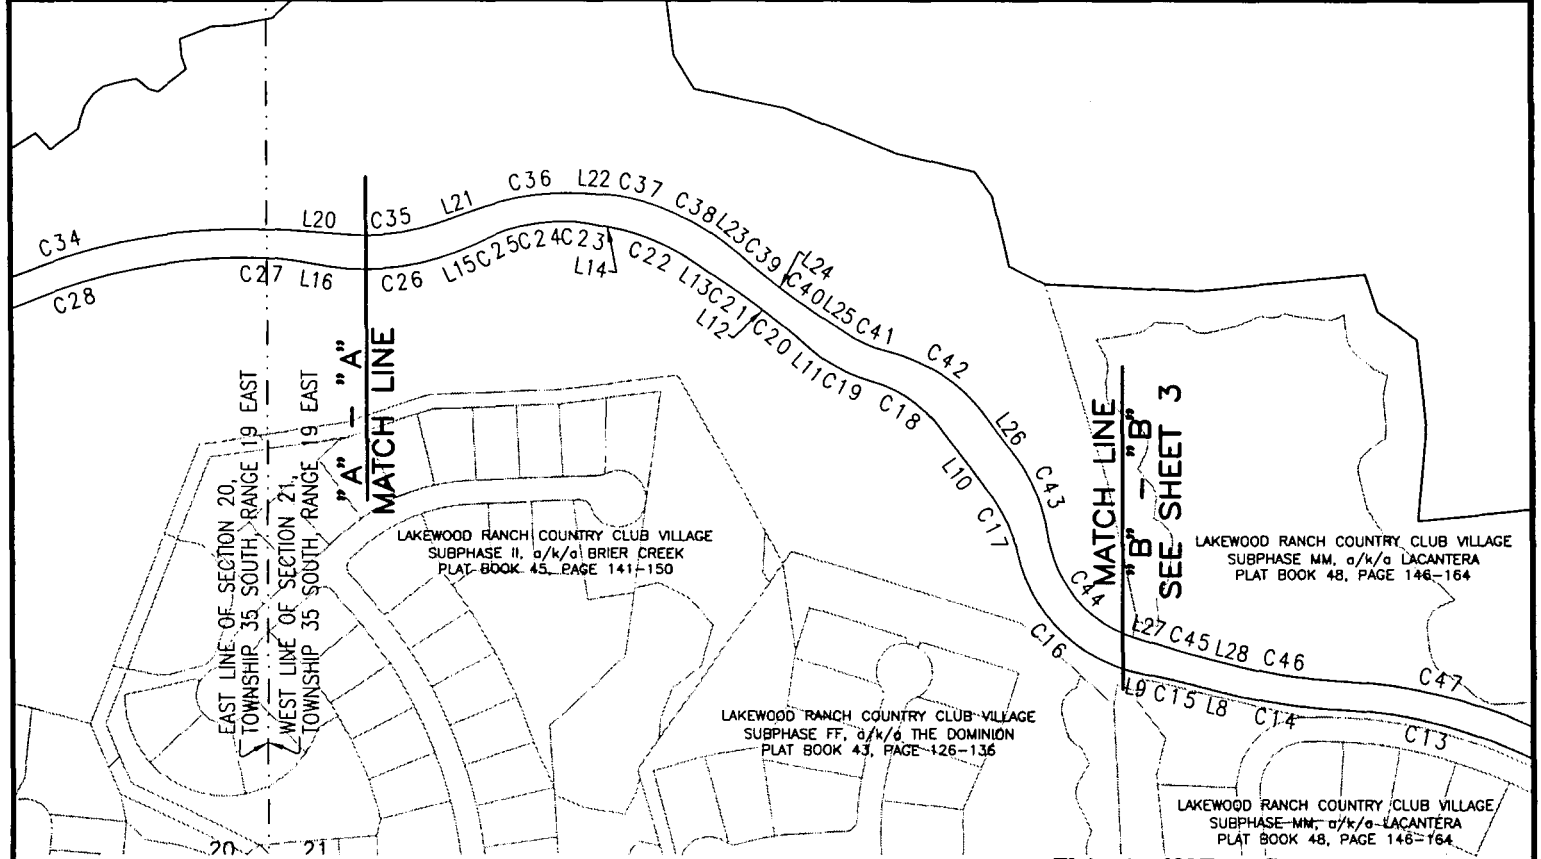 C34
L20
C35
L21
C36
L22
C37
C38
L23
C39
L24
C40
L25
C41
C42
L26
C43
C44
L27
C45
L28
C46
C47
C28
C27
L16
C26
L15
C25
C24
C23
L14
C22
L13
C21
L12
C20
L11
C19
C18
L10
C17
C16
L9
C15
L8
C14
C13
"A" — "A"
MATCH LINE
EAST LINE OF SECTION 20,
TOWNSHIP 35 SOUTH, RANGE 19 EAST
WEST LINE OF SECTION 21,
TOWNSHIP 35 SOUTH, RANGE 19 EAST
MATCH LINE
"B" — "B"
SEE SHEET 3
LAKEWOOD RANCH COUNTRY CLUB VILLAGE
SUBPHASE II, a/k/a BRIER CREEK
PLAT BOOK 45, PAGE 141-150
LAKEWOOD RANCH COUNTRY CLUB VILLAGE
SUBPHASE MM, a/k/a LACANTERA
PLAT BOOK 48, PAGE 146-164
LAKEWOOD RANCH COUNTRY CLUB VILLAGE
SUBPHASE FF, a/k/a THE DOMINION
PLAT BOOK 43, PAGE 126-136
LAKEWOOD RANCH COUNTRY CLUB VILLAGE
SUBPHASE MM, a/k/a LACANTERA
PLAT BOOK 48, PAGE 146-164
20
21